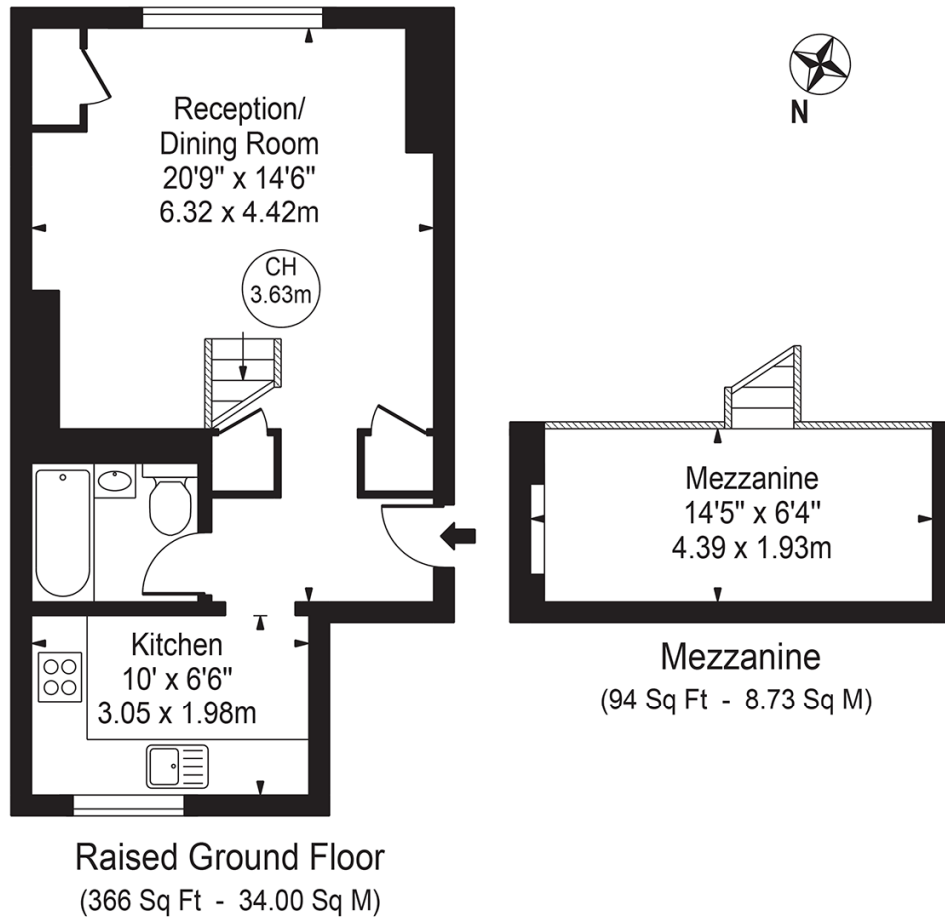 Reception/
Dining Room
20'9" x 14'6"
6.32 x 4.42m
CH
3.63m
N
Kitchen
10' x 6'6"
3.05 x 1.98m
Raised Ground Floor
(366 Sq Ft - 34.00 Sq M)
Mezzanine
14'5" x 6'4"
4.39 x 1.93m
Mezzanine
(94 Sq Ft - 8.73 Sq M)